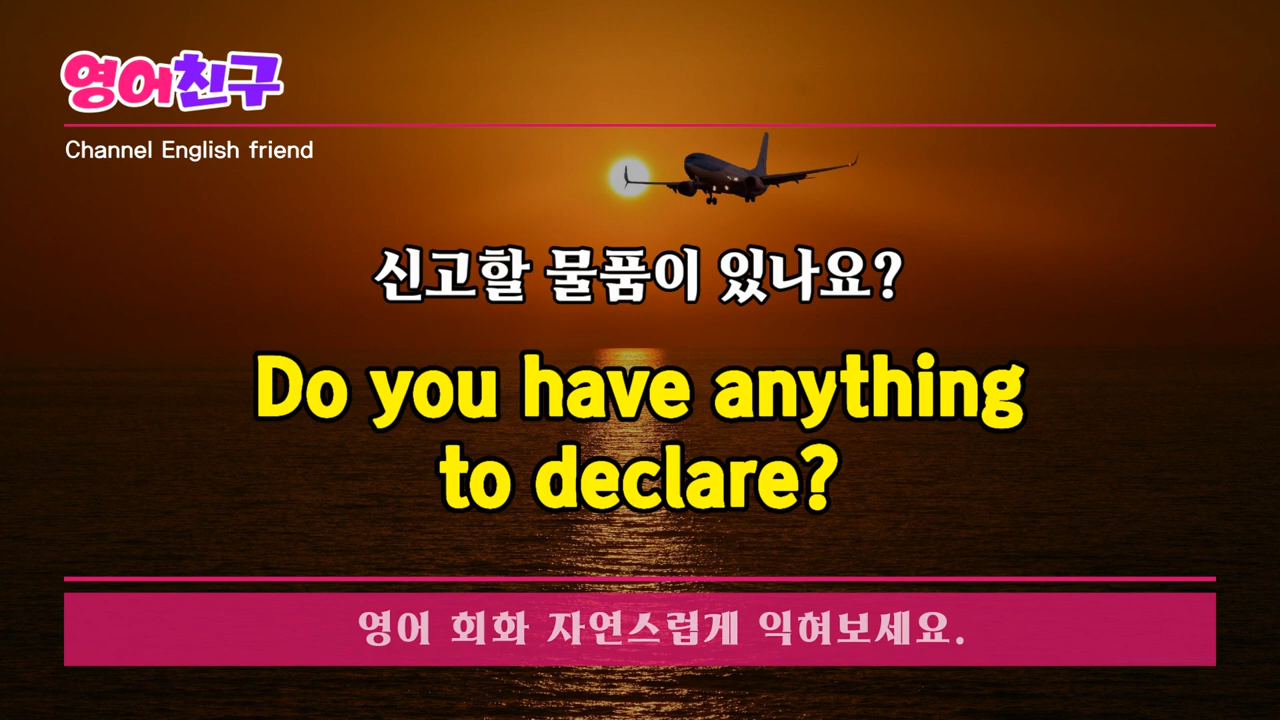 영어친구
Channel English friend
신고할 물품이 있나요?
Do you have anything
to declare?
영어 회화 자연스럽게 익혀보세요.